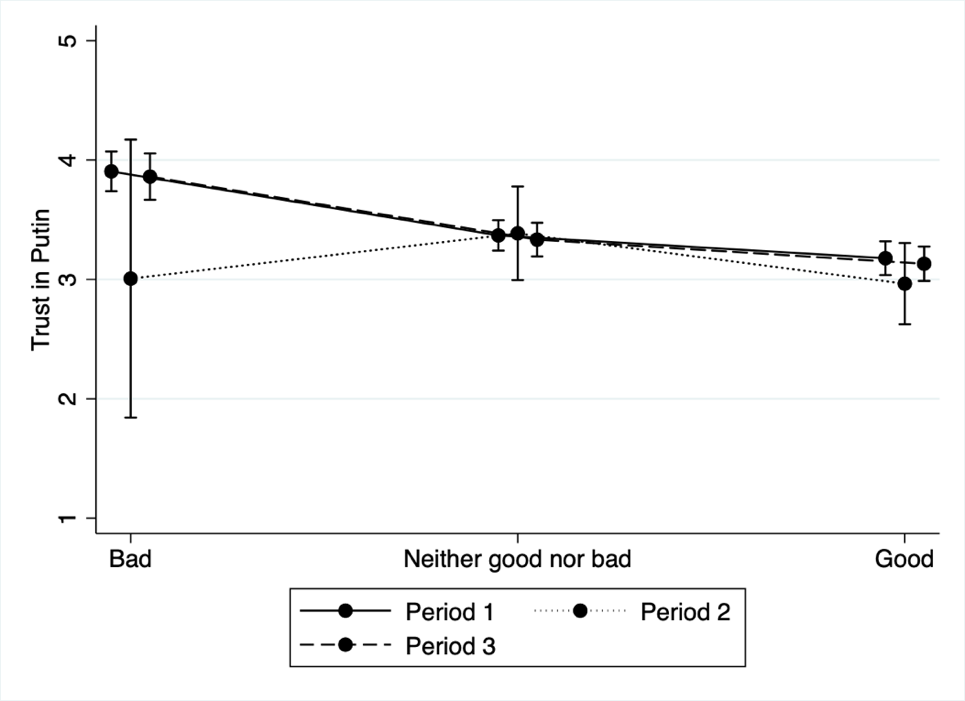 5
4
3
2
1
Trust in Putin
Bad
Neither good nor bad
Good
Period 1
Period 2
Period 3